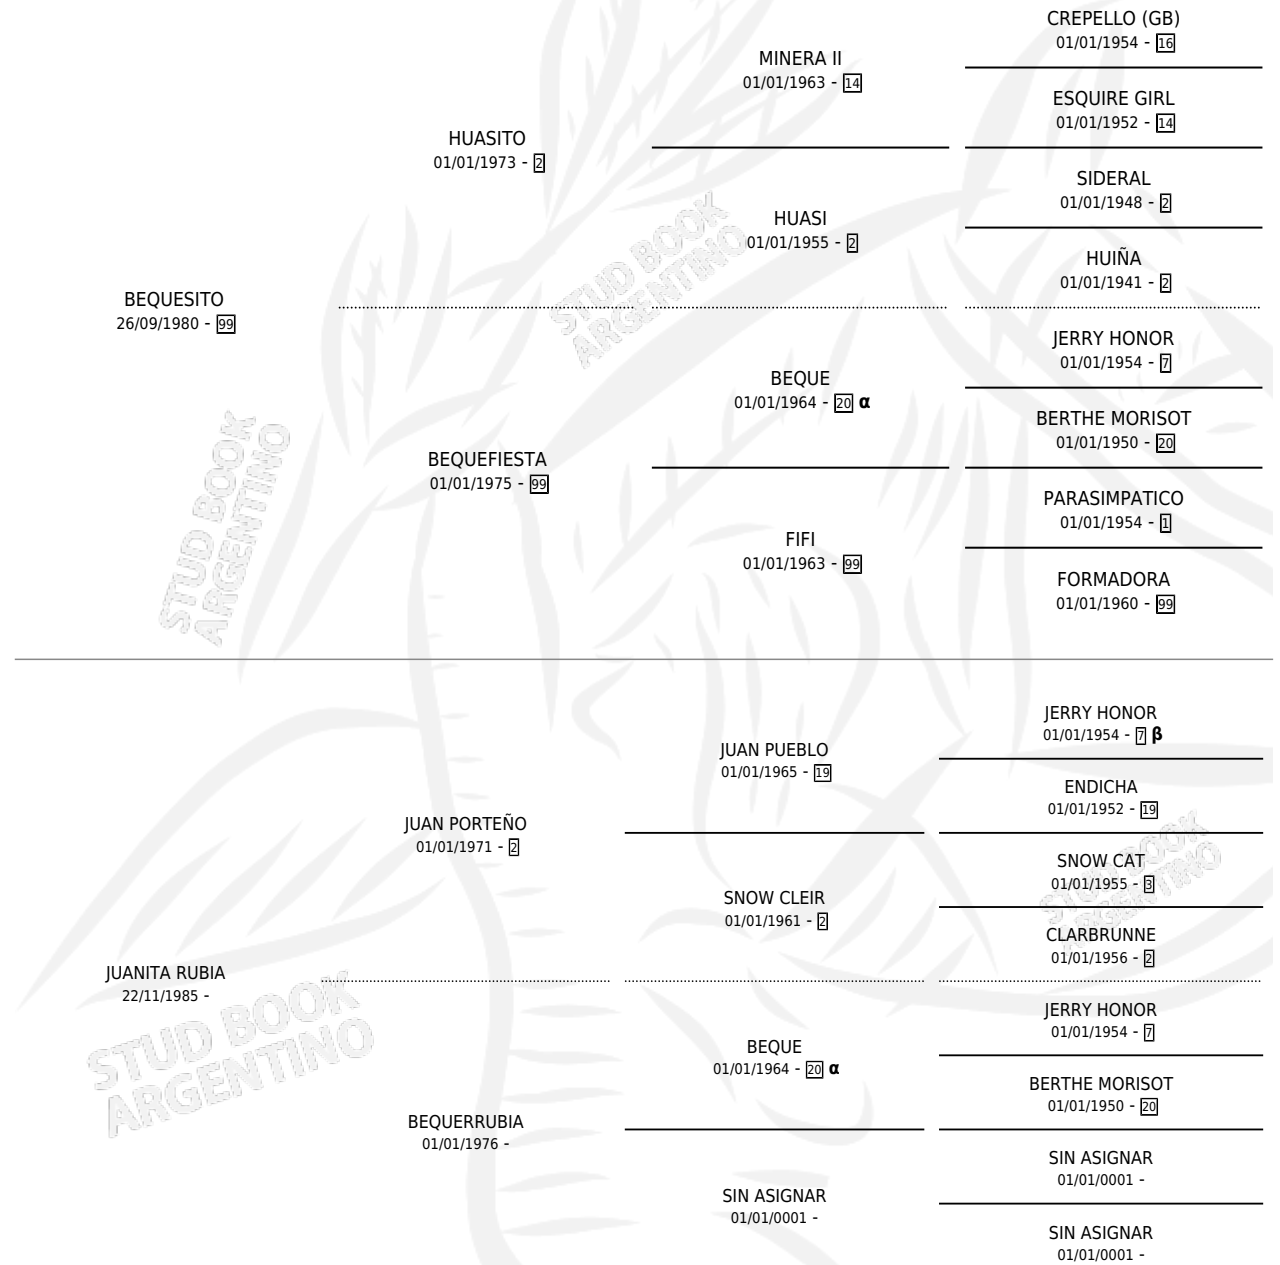 CREPELLO (GB)
01/01/1954 - 16
MINERA II
01/01/1963 - 14
ESQUIRE GIRL
01/01/1952 - 14
HUASITO
01/01/1973 - 2
SIDERAL
01/01/1948 - 2
HUASI
01/01/1955 - 2
HUIÑA
01/01/1941 - 2
BEQUESITO
26/09/1980 - 99
JERRY HONOR
01/01/1954 - 7
BEQUE
01/01/1964 - 20 α
BERTHE MORISOT
01/01/1950 - 20
BEQUEFIESTA
01/01/1975 - 99
PARASIMPATICO
01/01/1954 - 1
FIFI
01/01/1963 - 99
FORMADORA
01/01/1960 - 99
JERRY HONOR
01/01/1954 - 7 β
JUAN PUEBLO
01/01/1965 - 19
ENDICHA
01/01/1952 - 19
JUAN PORTEÑO
01/01/1971 - 2
SNOW CAT
01/01/1955 - 3
SNOW CLEIR
01/01/1961 - 2
CLARBRUNNE
01/01/1956 - 2
JUANITA RUBIA
22/11/1985 -
JERRY HONOR
01/01/1954 - 7
BEQUE
01/01/1964 - 20 α
BERTHE MORISOT
01/01/1950 - 20
BEQUERRUBIA
01/01/1976 -
SIN ASIGNAR
01/01/0001 -
SIN ASIGNAR
01/01/0001 -
SIN ASIGNAR
01/01/0001 -
STUD BOOK
ARGENTINO
STUD BOOK
ARGENTINO
STUD BOOK
ARGENTINO
STUD BOOK
ARGENTINO